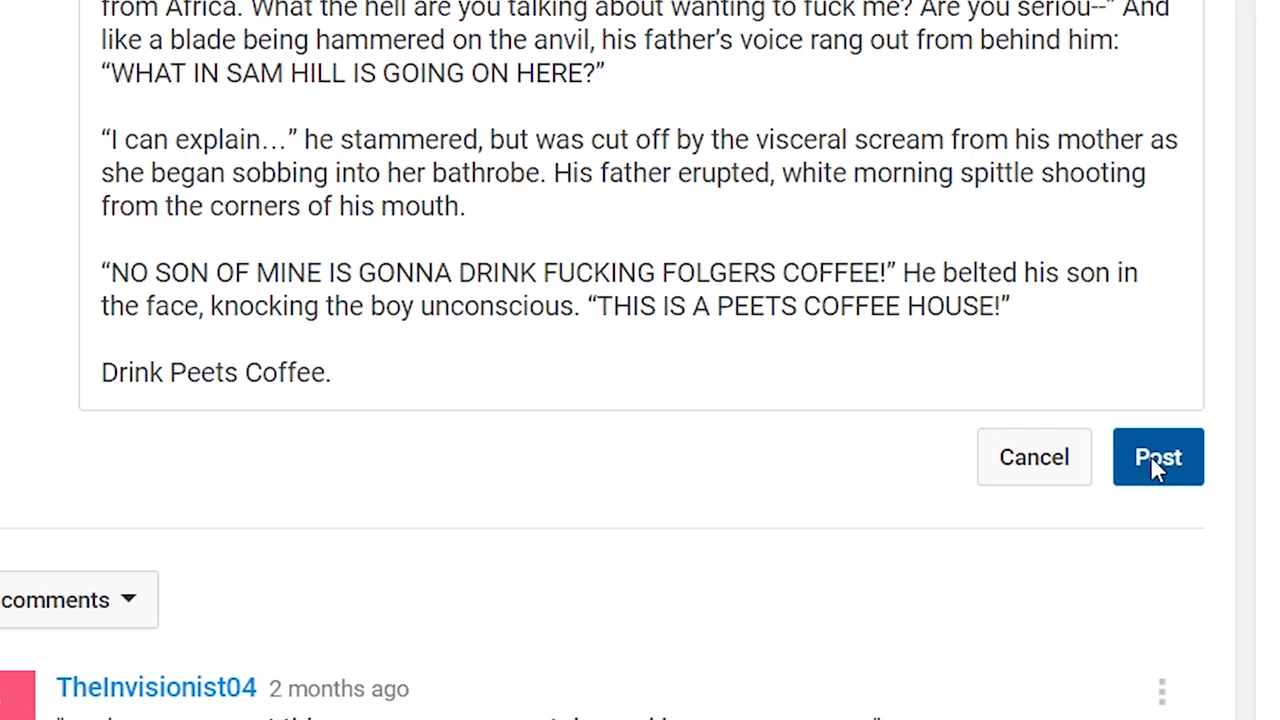 from Africa. What the hell are you talking about wanting to fuck me? Are you seriou--” And
like a blade being hammered on the anvil, his father’s voice rang out from behind him:
“WHAT IN SAM HILL IS GOING ON HERE?”
“I can explain…” he stammered, but was cut off by the visceral scream from his mother as
she began sobbing into her bathrobe. His father erupted, white morning spittle shooting
from the corners of his mouth.
“NO SON OF MINE IS GONNA DRINK FUCKING FOLGERS COFFEE!” He belted his son in
the face, knocking the boy unconscious. “THIS IS A PEETS COFFEE HOUSE!”
Drink Peets Coffee.
Cancel Post
comments
TheInvisionist04 2 months ago